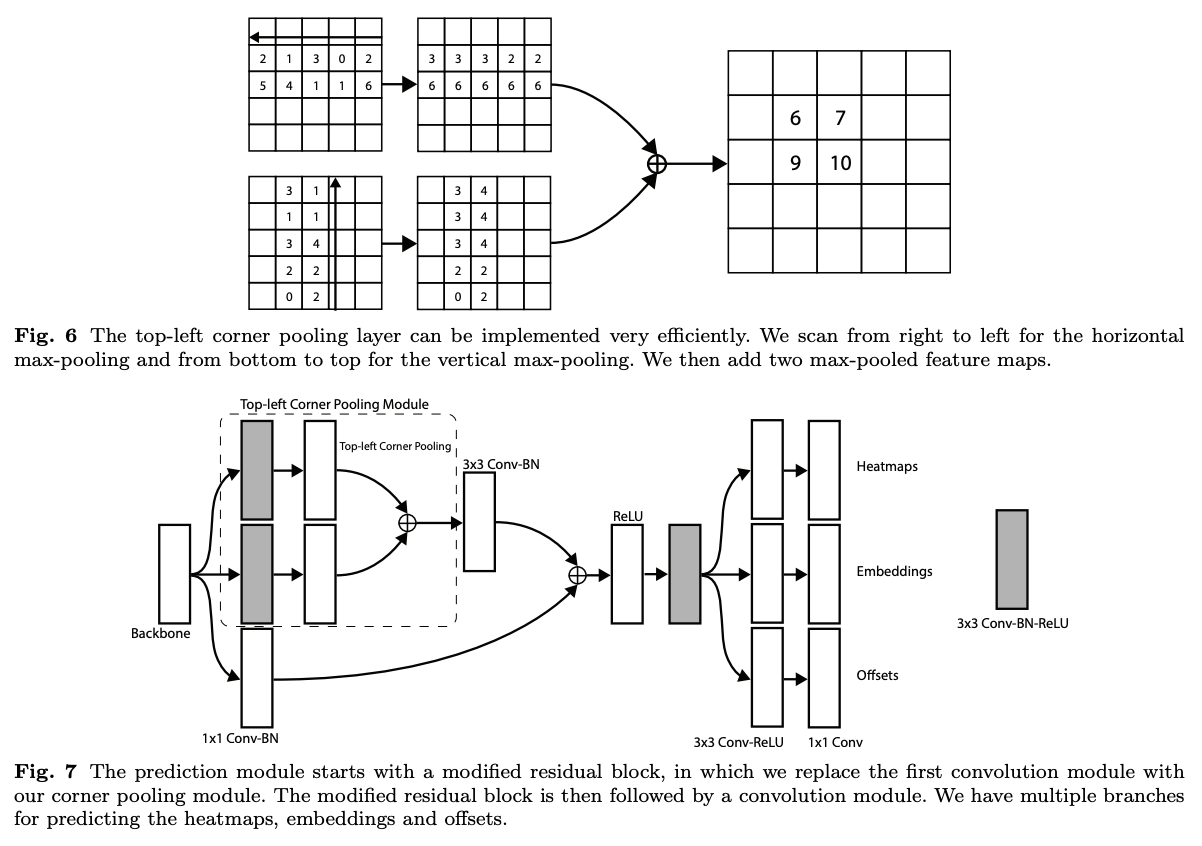 2 1 3 0 2
5 4 1 1 6
3 3 3 2 2
6 6 6 6 6
3 1
1 1
3 4
2 2
0 2
3 4
3 4
3 4
2 2
0 2
6 7
9 10
Fig. 6 The top-left corner pooling layer can be implemented very efficiently. We scan from right to left for the horizontal
max-pooling and from bottom to top for the vertical max-pooling. We then add two max-pooled feature maps.
Top-left Corner Pooling Module
Top-left Corner Pooling
3x3 Conv-BN
Backbone
1x1 Conv-BN
ReLU
Heatmaps
Embeddings
Offsets
3x3 Conv-ReLU
1x1 Conv
3x3 Conv-BN-ReLU
Fig. 7 The prediction module starts with a modified residual block, in which we replace the first convolution module with
our corner pooling module. The modified residual block is then followed by a convolution module. We have multiple branches
for predicting the heatmaps, embeddings and offsets.